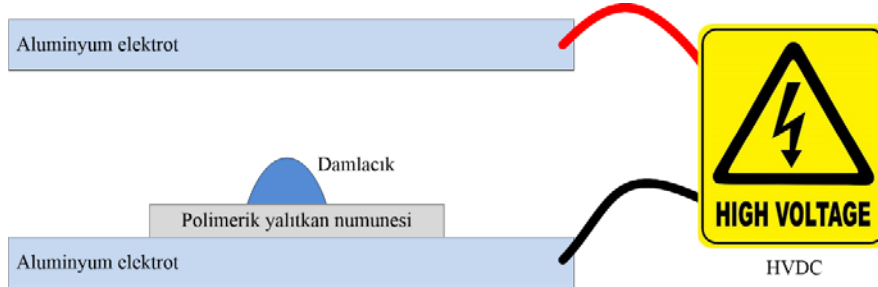 Aluminyum elektrot
Damlacık
Polimerik yalıtkan numunesi
Aluminyum elektrot
HIGH VOLTAGE
HVDC